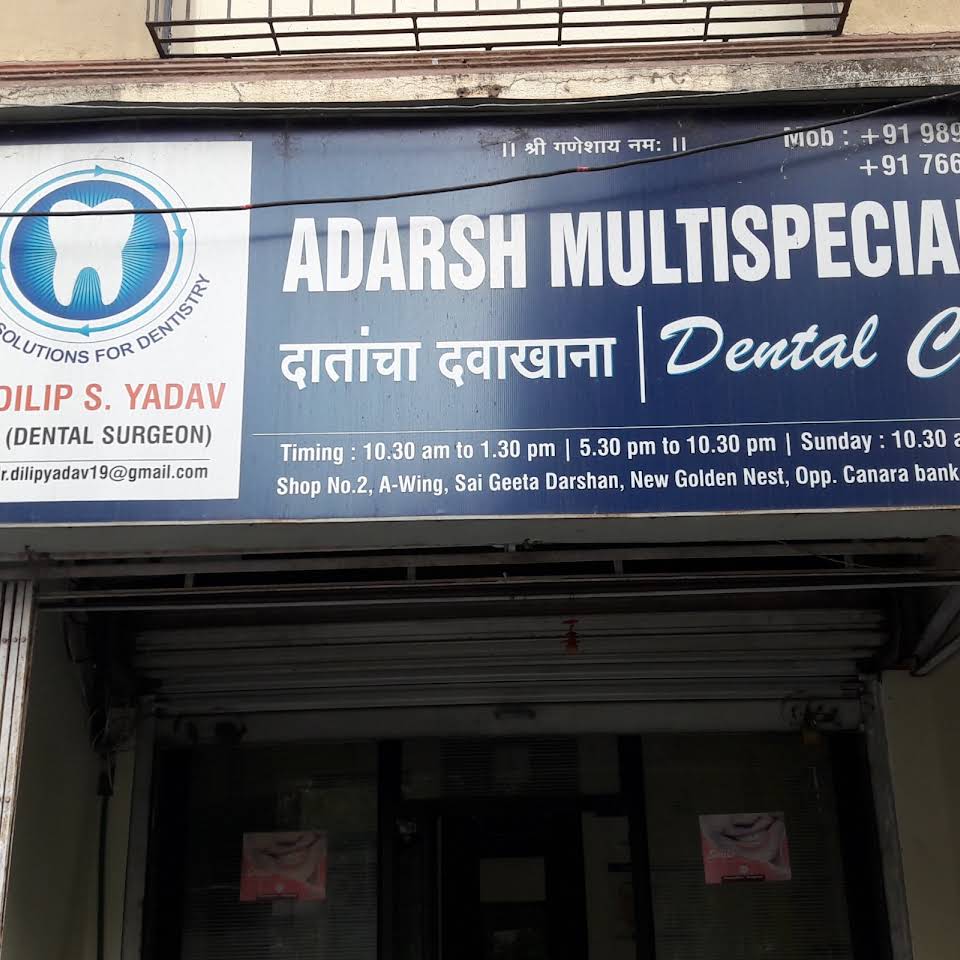 ।। श्री गणेशाय नमः ।।
Mob : +91 989
+91 766
SOLUTIONS FOR DENTISTRY
DILIP S. YADAV
(DENTAL SURGEON)
r.dilipyadav19@gmail.com
ADARSH MULTISPECIA
दातांचा दवाखाना | Dental C
Timing : 10.30 am to 1.30 pm | 5.30 pm to 10.30 pm | Sunday : 10.30 a
Shop No.2, A-Wing, Sai Geeta Darshan, New Golden Nest, Opp. Canara bank,